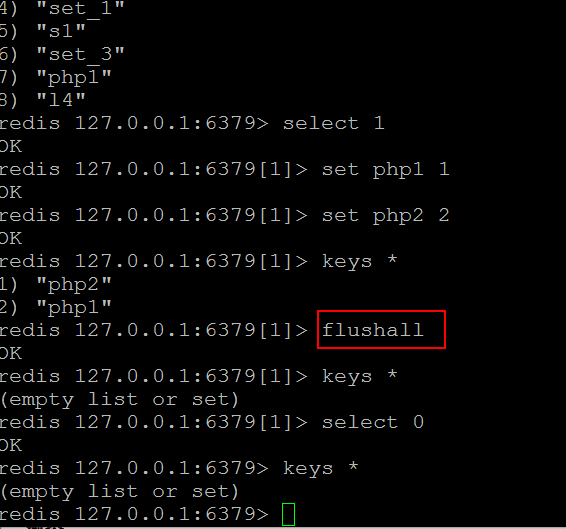 4) "set_1"
5) "s1"
6) "set_3"
7) "php1"
8) "l4"
redis 127.0.0.1:6379> select 1
OK
redis 127.0.0.1:6379[1]> set php1 1
OK
redis 127.0.0.1:6379[1]> set php2 2
OK
redis 127.0.0.1:6379[1]> keys *
1) "php2"
2) "php1"
redis 127.0.0.1:6379[1]> flushall
OK
redis 127.0.0.1:6379[1]> keys *
(empty list or set)
redis 127.0.0.1:6379[1]> select 0
OK
redis 127.0.0.1:6379> keys *
(empty list or set)
redis 127.0.0.1:6379>